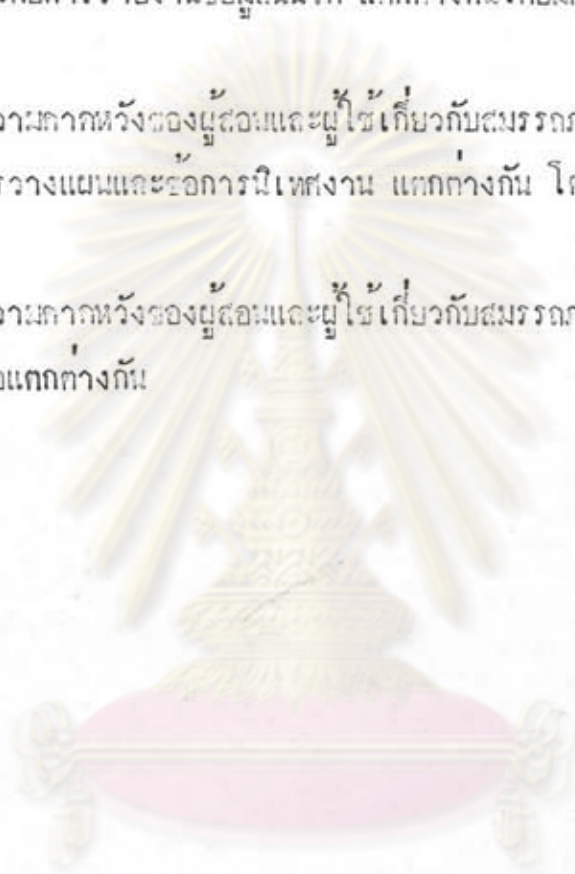 วามคาดหวังของผู้สอนและผู้ใช้เกี่ยวกับสมรรถภ
รวางแผนและข้อการนิเทศงาน แตกต่างกัน โด
วามคาดหวังของผู้สอนและผู้ใช้เกี่ยวกับสมรรถภ
อแตกต่างกัน